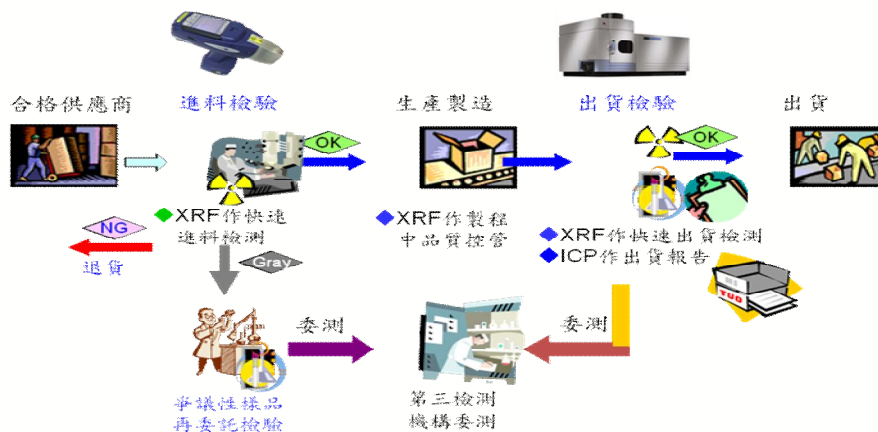 合格供應商
進料檢驗
生產製造
出貨檢驗
出貨
OK
OK
◆XRF作快速
進料檢測
◆XRF作製程
中品質控管
◆XRF作快速出貨檢測
◆ICP作出貨報告
NG
退貨
Gray
委測
委測
爭議性樣品
再委託檢驗
第三檢測
機構委測